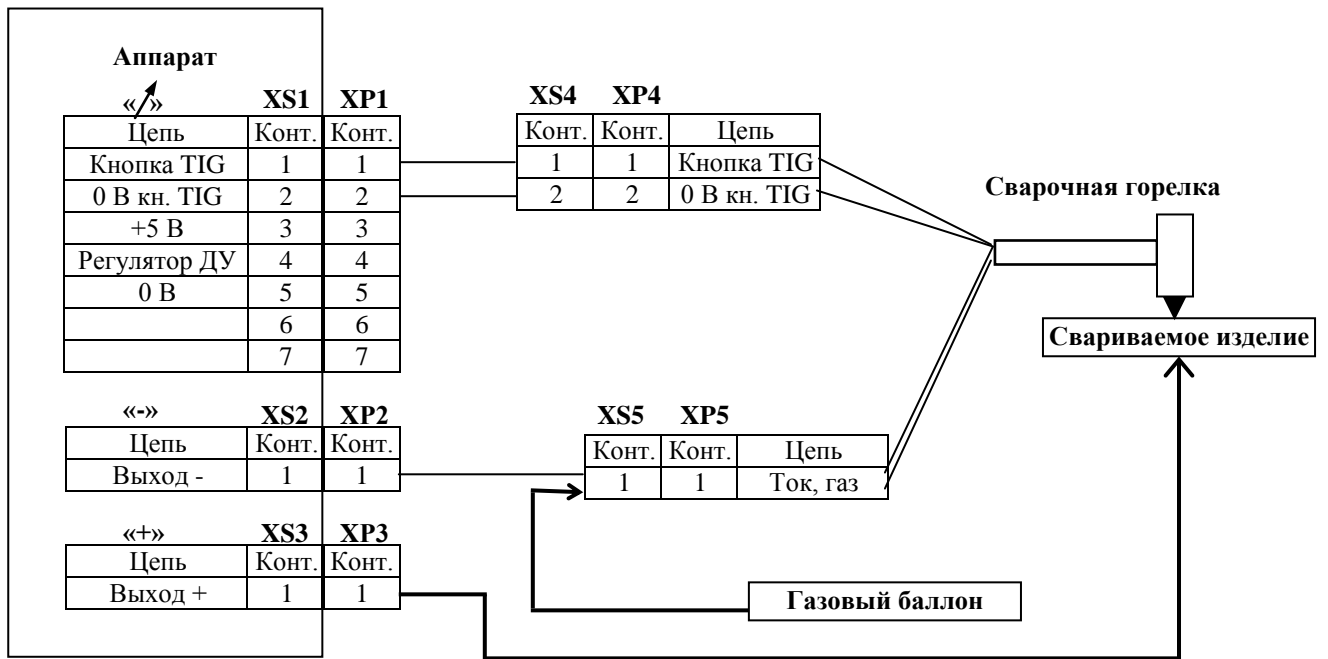 Аппарат
« »
XS1 XP1
Цепь Конт. Конт.
Кнопка TIG 1 1
0 В кн. TIG 2 2
+5 В 3 3
Регулятор ДУ 4 4
0 В 5 5
6 6
7 7
XS4 XP4
Конт. Конт. Цепь
1 1 Кнопка TIG
2 2 0 В кн. TIG
Сварочная горелка
Свариваемое изделие
«-» XS2 XP2
Цепь Конт. Конт.
Выход - 1 1
XS5 XP5
Конт. Конт. Цепь
1 1 Ток, газ
«+» XS3 XP3
Цепь Конт. Конт.
Выход + 1 1
Газовый баллон